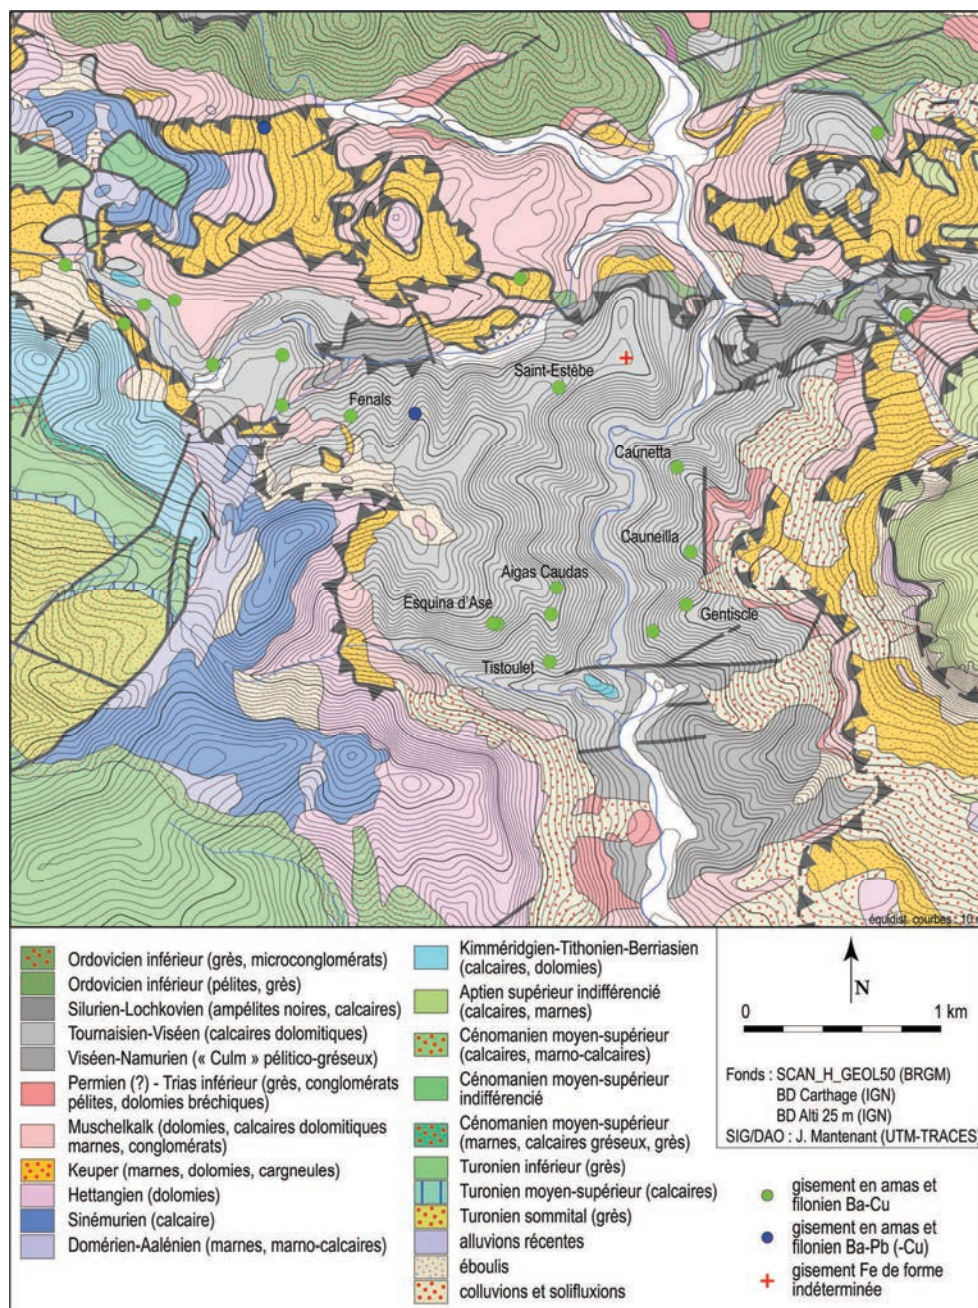 Saint-Estèbe
Fenals
Caunetta
Cauneilla
Aigas Caudas
Esquina d'Ase
Gentiscle
Tistoulet
équidist. courbes : 10
Ordovicien inférieur (grès, microconglomérats)
Ordovicien inférieur (pélites, grès)
Silurien-Lochkovien (ampélites noires, calcaires)
Tournaisien-Viséen (calcaires dolomitiques)
Viséen-Namurien (« Culm » pélitico-gréseux)
Permien (?) - Trias inférieur (grès, conglomérats
pélites, dolomies bréchiques)
Muschelkalk (dolomies, calcaires dolomitiques
marnes, conglomérats)
Keuper (marnes, dolomies, cargneules)
Hettangien (dolomies)
Sinémurien (calcaire)
Domérien-Aalénien (marnes, marno-calcaires)
Kimméridgien-Tithonien-Berriasien
(calcaires, dolomies)
Aptien supérieur indifférencié
(calcaires, marnes)
Cénomanien moyen-supérieur
(calcaires, marno-calcaires)
Cénomanien moyen-supérieur
indifférencié
Cénomanien moyen-supérieur
(marnes, calcaires gréseux, grès)
Turonien inférieur (grès)
Turonien moyen-supérieur (calcaires)
Turonien sommital (grès)
alluvions récentes
éboulis
colluvions et solifluxions
N
0 1 km
Fonds : SCAN_H_GEOL50 (BRGM)
BD Carthage (IGN)
BD Alti 25 m (IGN)
SIG/DAO : J. Mantenant (UTM-TRACES)
gisement en amas et
filonien Ba-Cu
gisement en amas et
filonien Ba-Pb (-Cu)
gisement Fe de forme
indéterminée